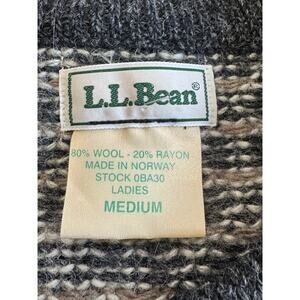 L.L.Bean®
80% WOOL - 20% RAYON
MADE IN NORWAY
STOCK 0BA30
LADIES
MEDIUM